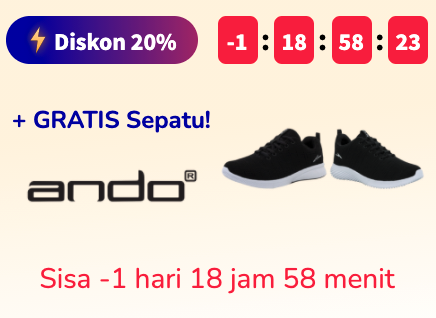 ⚡ Diskon 20%
-1 : 18 : 58 : 23
+ GRATIS Sepatu!
ando®
Sisa -1 hari 18 jam 58 menit